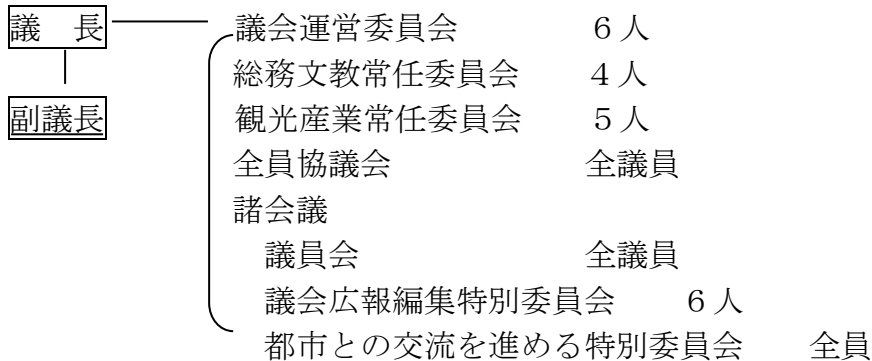 議　長　議会運営委員会　６人
総務文教常任委員会　４人
副議長　観光産業常任委員会　５人
全員協議会　全議員
諸会議
議員会　全議員
議会広報編集特別委員会　６人
都市との交流を進める特別委員会　全員